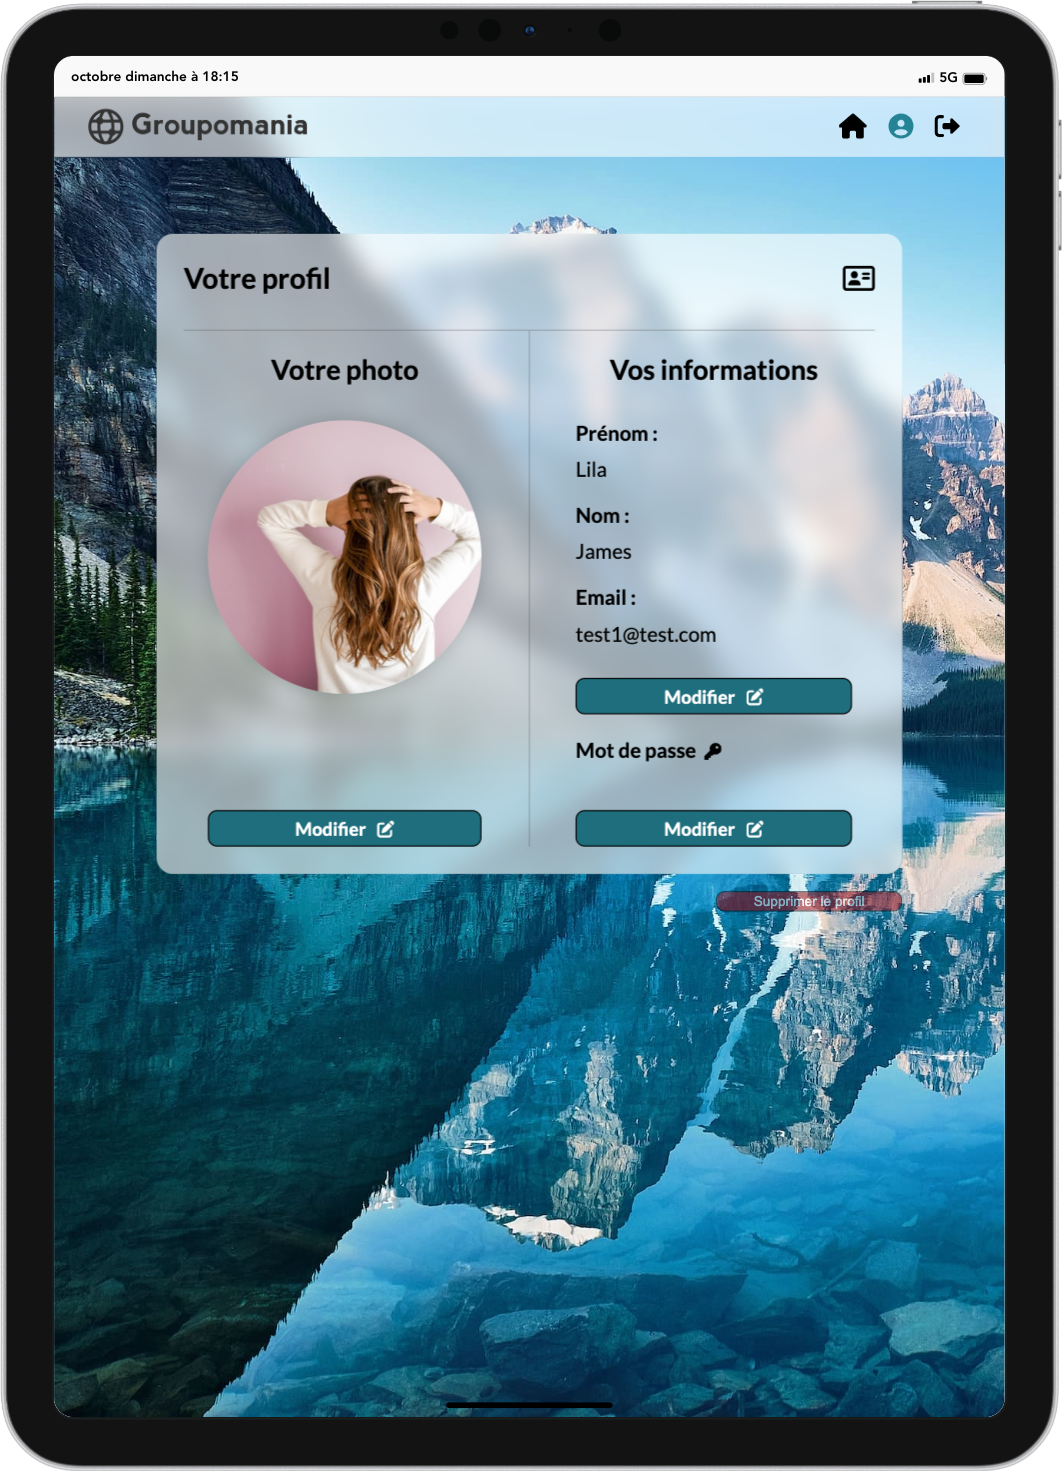 octobre dimanche à 18:15
5G
Groupomania
Votre profil
Votre photo
Vos informations
Prénom :
Lila
Nom :
James
Email :
test1@test.com
Modifier
Mot de passe
Modifier
Modifier
Supprimer le profil